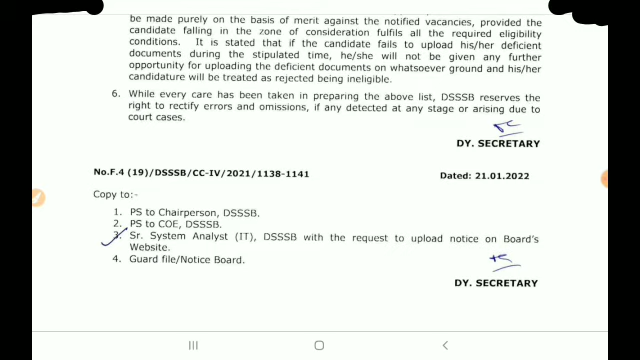 be made purely on the basis of merit against the notified vacancies, provided the
candidate falling in the zone of consideration fulfils all the required eligibility
conditions. It is stated that if the candidate fails to upload his/her deficient
documents during the stipulated time, he/she will not be given any further
opportunity for uploading the deficient documents on whatsoever ground and his/her
candidature will be treated as rejected being ineligible.
6. While every care has been taken in preparing the above list, DSSSB reserves the
right to rectify errors and omissions, if any detected at any stage or arising due to
court cases.
DY. SECRETARY
No.F.4 (19)/DSSSB/CC-IV/2021/1138-1141 Dated: 21.01.2022
Copy to:-
1. PS to Chairperson, DSSSB.
2. PS to COE, DSSSB.
3. Sr. System Analyst (IT), DSSSB with the request to upload notice on Board's
Website.
4. Guard file/Notice Board.
DY. SECRETARY